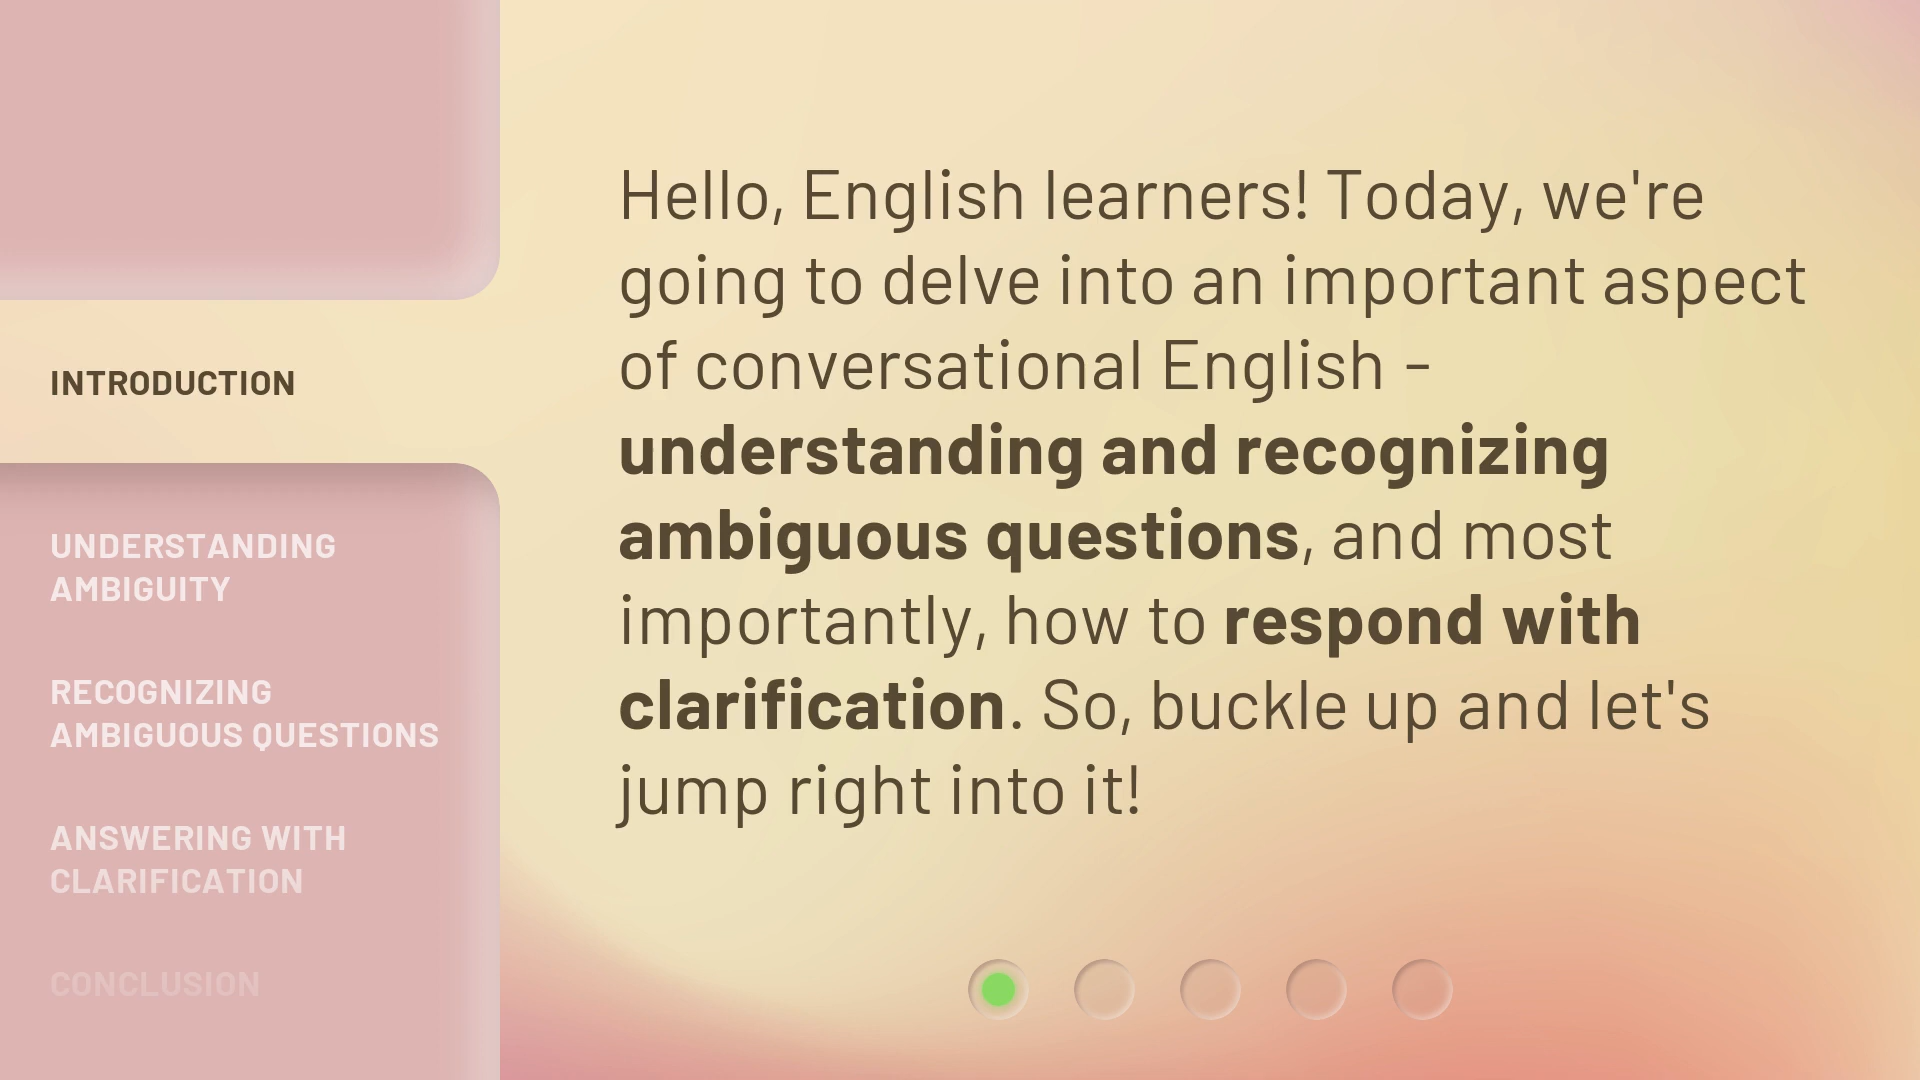 INTRODUCTION
UNDERSTANDING
AMBIGUITY
RECOGNIZING
AMBIGUOUS QUESTIONS
ANSWERING WITH
CLARIFICATION
CONCLUSION
Hello, English learners! Today, we're
going to delve into an important aspect
of conversational English -
understanding and recognizing
ambiguous questions, and most
importantly, how to respond with
clarification. So, buckle up and let's
jump right into it!